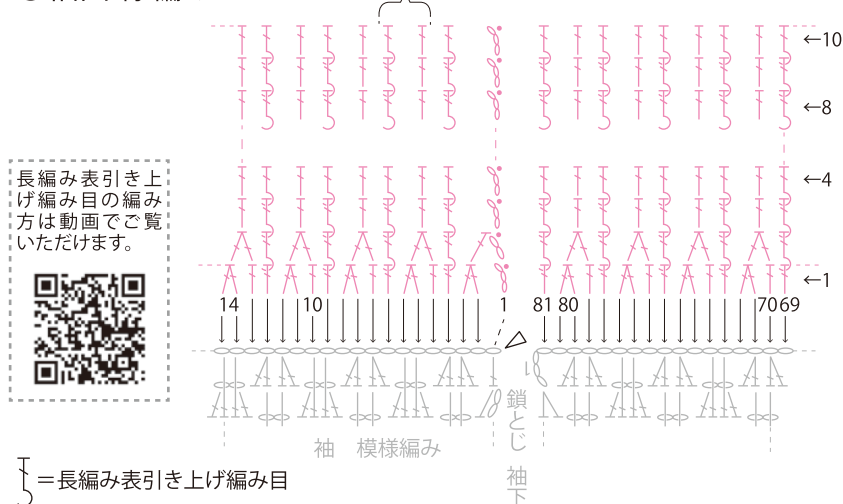 ←10
←8
←4
←1
長編み表引き上
げ編み目の編み
方は動画でご覧
いただけます。
14 10 1 81 80 70 69
鎖とじ 袖下
袖 模様編み
=長編み表引き上げ編み目